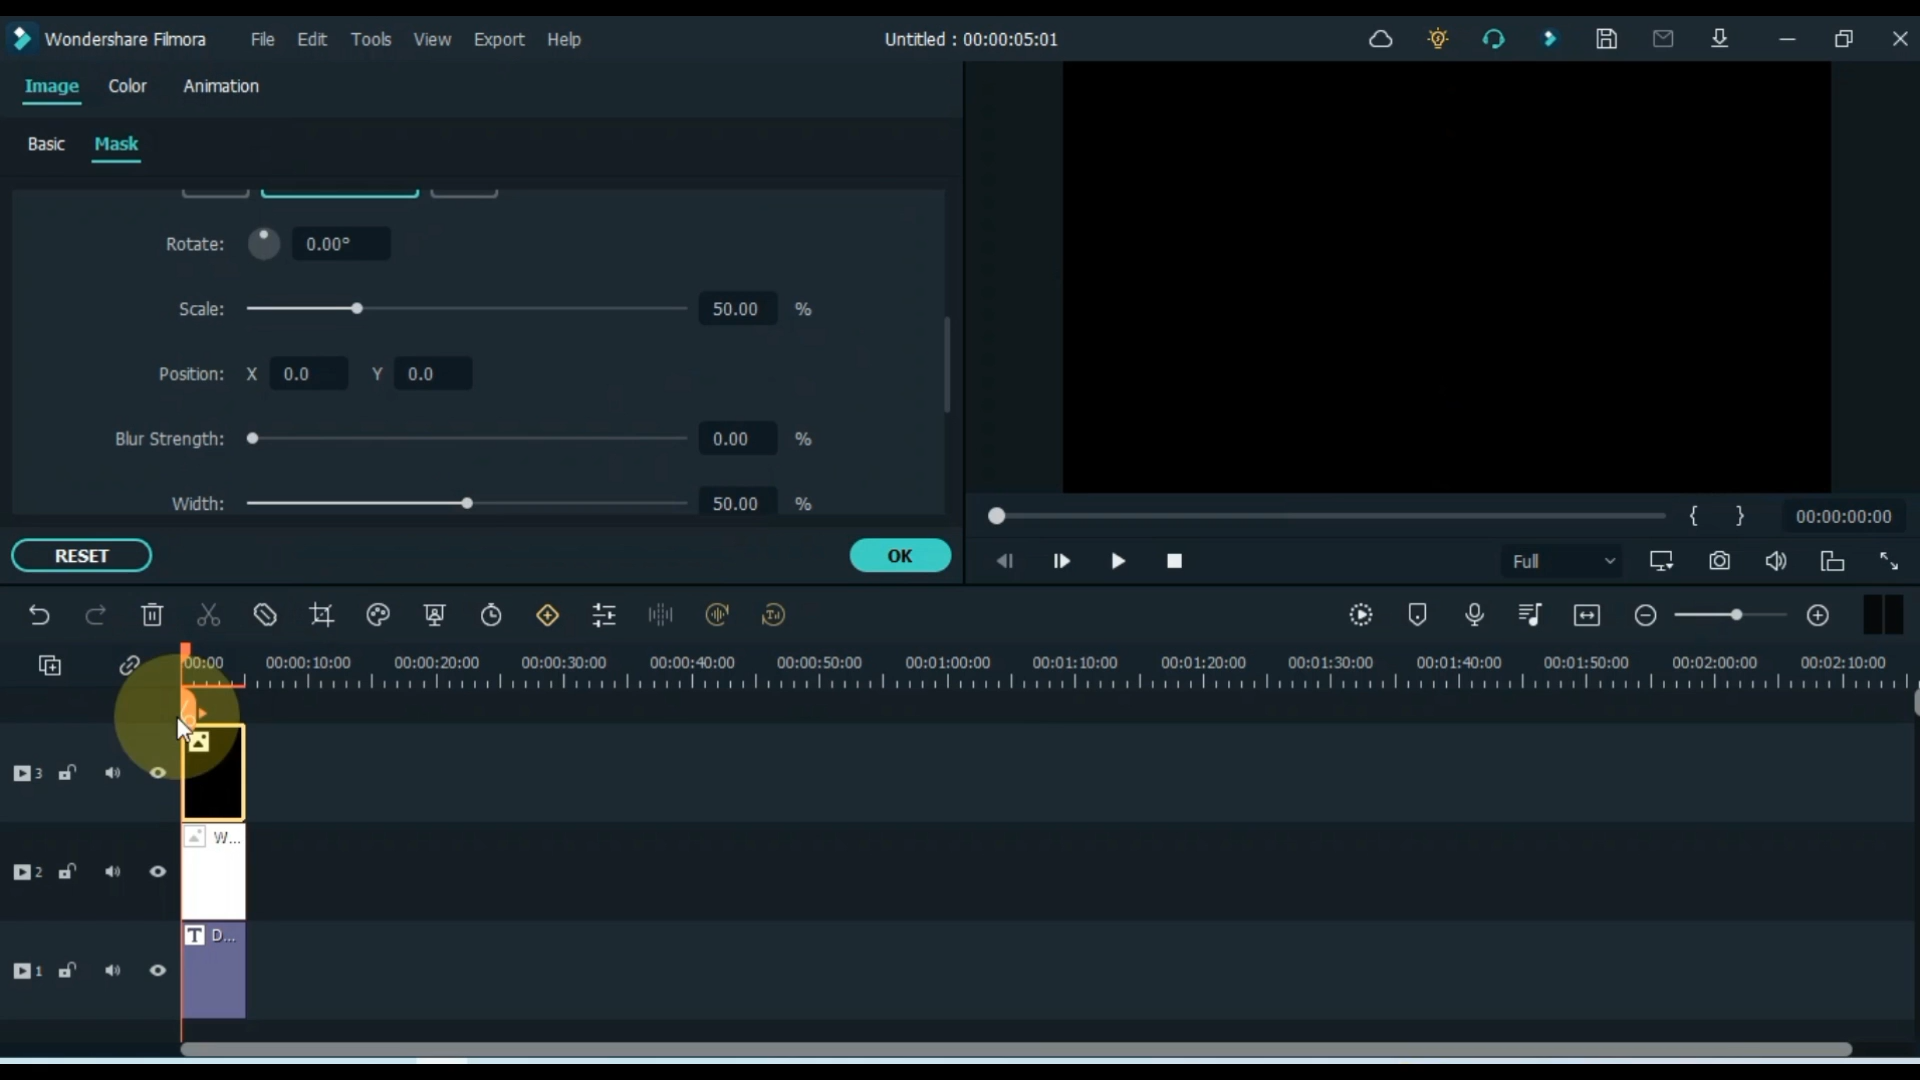 Wondershare Filmora File Edit Tools View Export Help Untitled : 00:00:05:01
Image Color Animation
Basic Mask
Rotate: 0.00°
Scale: 50.00 %
Position: X 0.0 Y 0.0
Blur Strength: 0.00 %
Width: 50.00 %
RESET OK
{ } 00:00:00:00
Full
00:00 00:00:10:00 00:00:20:00 00:00:30:00 00:00:40:00 00:00:50:00 00:01:00:00 00:01:10:00 00:01:20:00 00:01:30:00 00:01:40:00 00:01:50:00 00:02:00:00 00:02:10:00
3
W...
2
T D...
1